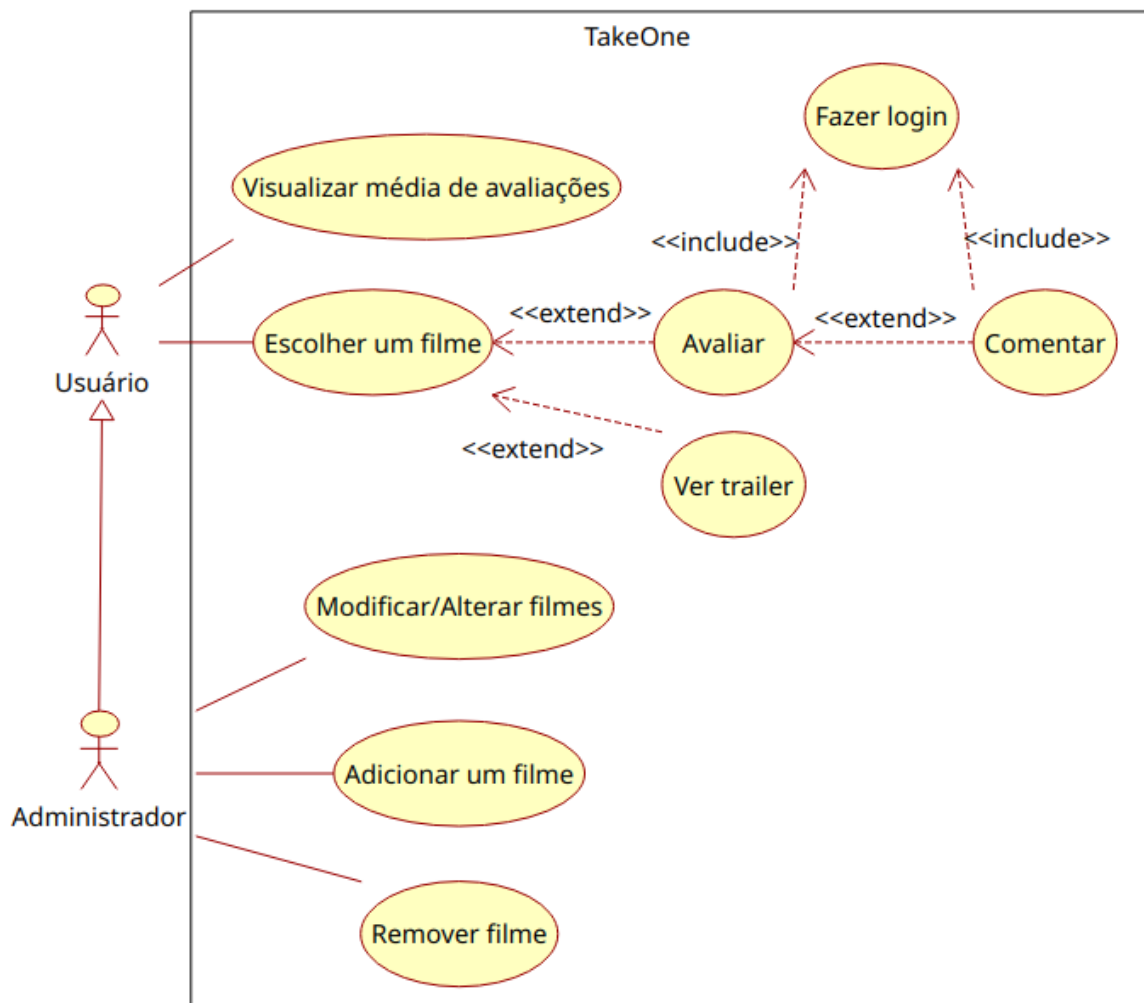 TakeOne
Fazer login
Visualizar média de avaliações
<<include>>
<<include>>
<<extend>>
<<extend>>
Escolher um filme
Avaliar
Comentar
Usuário
<<extend>>
Ver trailer
Modificar/Alterar filmes
Adicionar um filme
Administrador
Remover filme